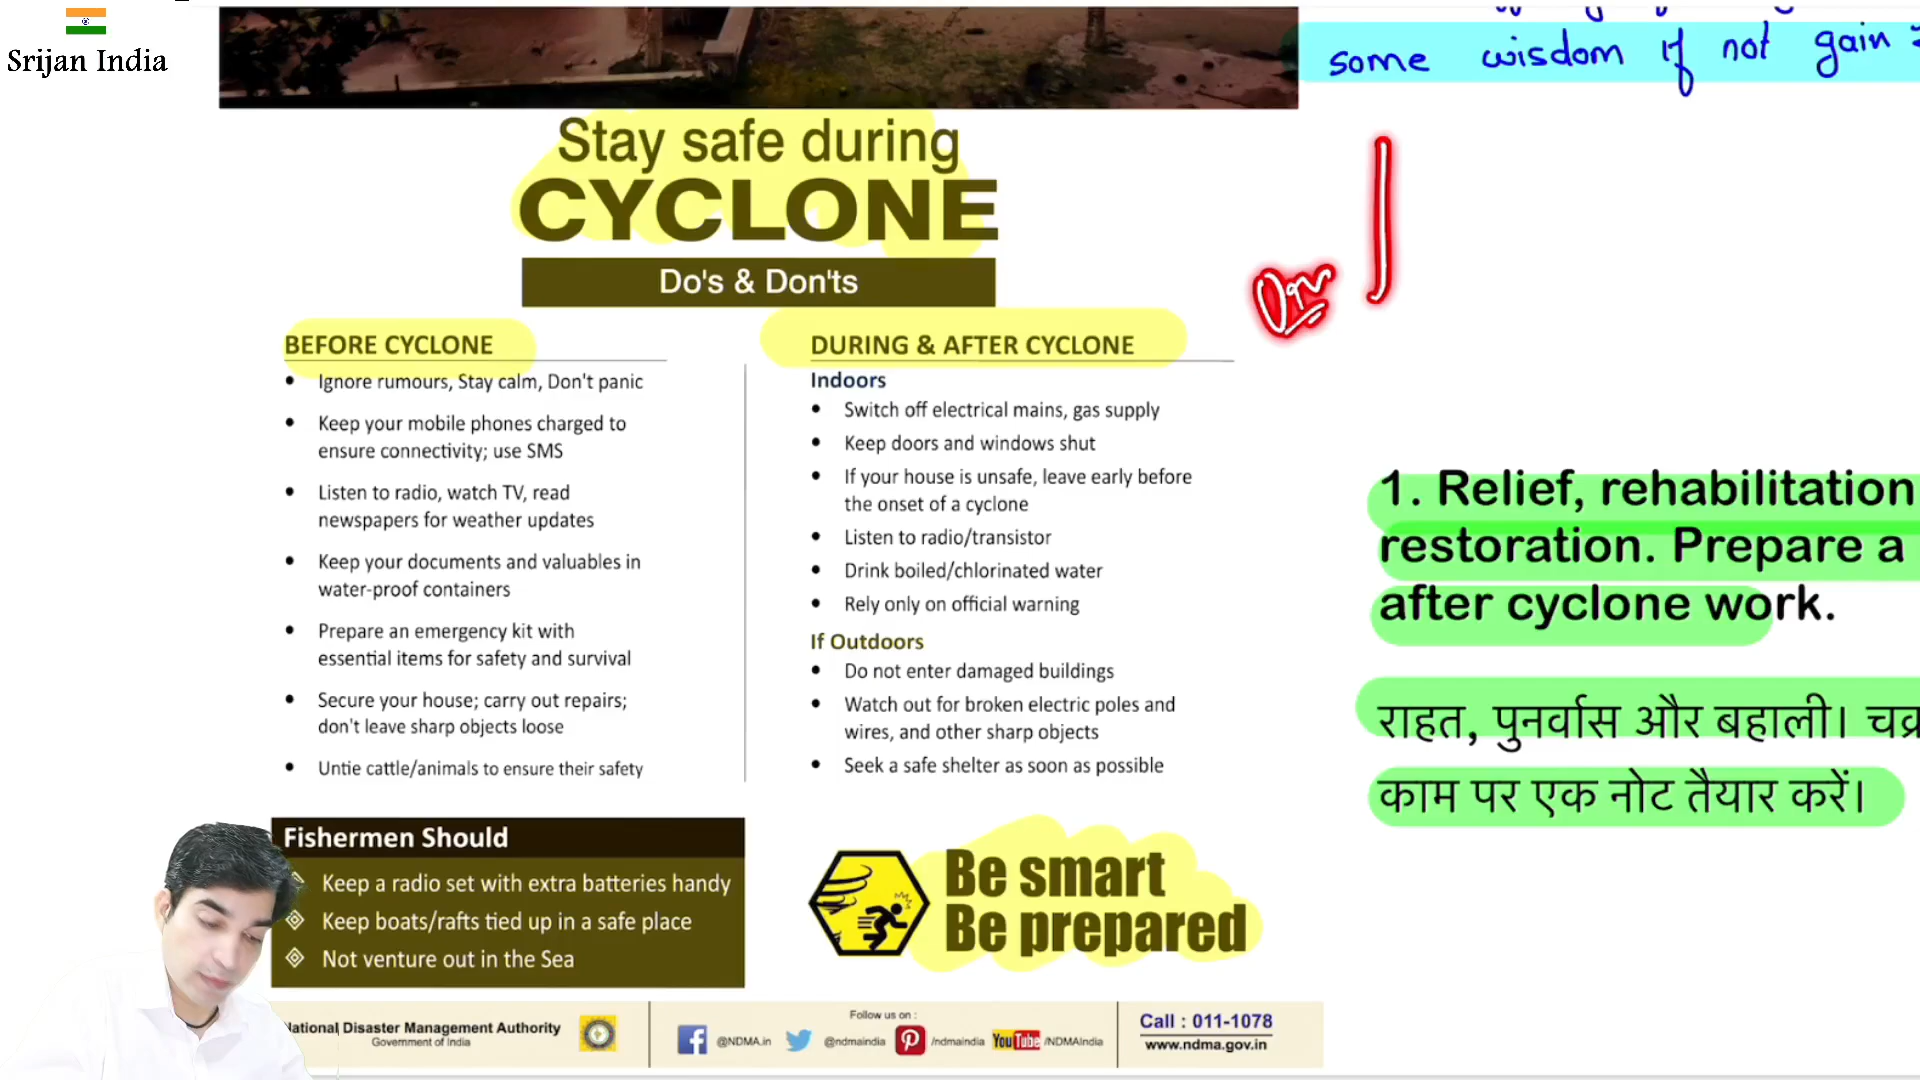 Srijan India
some wisdom if not gain
Stay safe during
CYCLONE
Do's & Don'ts
BEFORE CYCLONE
Ignore rumours, Stay calm, Don't panic
Keep your mobile phones charged to
ensure connectivity; use SMS
Listen to radio, watch TV, read
newspapers for weather updates
Keep your documents and valuables in
water-proof containers
Prepare an emergency kit with
essential items for safety and survival
Secure your house; carry out repairs;
don't leave sharp objects loose
Untie cattle/animals to ensure their safety
Fishermen Should
Keep a radio set with extra batteries handy
Keep boats/rafts tied up in a safe place
Not venture out in the Sea
DURING & AFTER CYCLONE
Indoors
Switch off electrical mains, gas supply
Keep doors and windows shut
If your house is unsafe, leave early before
the onset of a cyclone
Listen to radio/transistor
Drink boiled/chlorinated water
Rely only on official warning
If Outdoors
Do not enter damaged buildings
Watch out for broken electric poles and
wires, and other sharp objects
Seek a safe shelter as soon as possible
Be smart
Be prepared
1. Relief, rehabilitation
restoration. Prepare a
after cyclone work.
राहत, पुनर्वास और बहाली। चक्र
काम पर एक नोट तैयार करें।
National Disaster Management Authority
Government of India
Follow us on :
@NDMA.in
@ndmaindia
/ndmaindia
YouTube /NDMAIndia
Call : 011-1078
www.ndma.gov.in